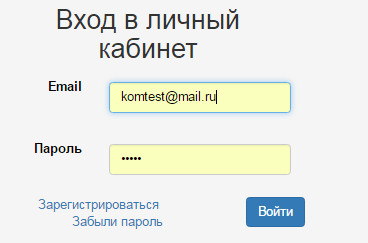 Вход в личный
кабинет
Email
komtest@mail.ru
Пароль
•••••
Зарегистрироваться
Войти
Забыли пароль